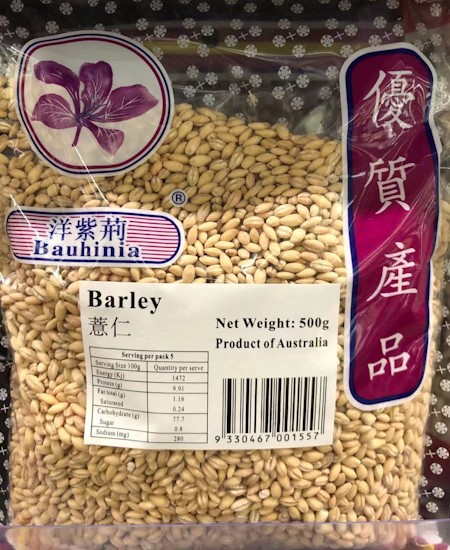 優質產品
®
洋紫荊
Bauhinia
Barley
薏仁
Net Weight: 500g
Product of Australia
Serving per pack 5
Serving Size 100g Quantity per serve
Energy (Kj) 1472
Protein (g) 9.91
Fat total (g) 1.16
Saturated 0.24
Carbohydrate (g) 77.7
Sugar 0.8
Sodium (mg) 280
9 330467 001557